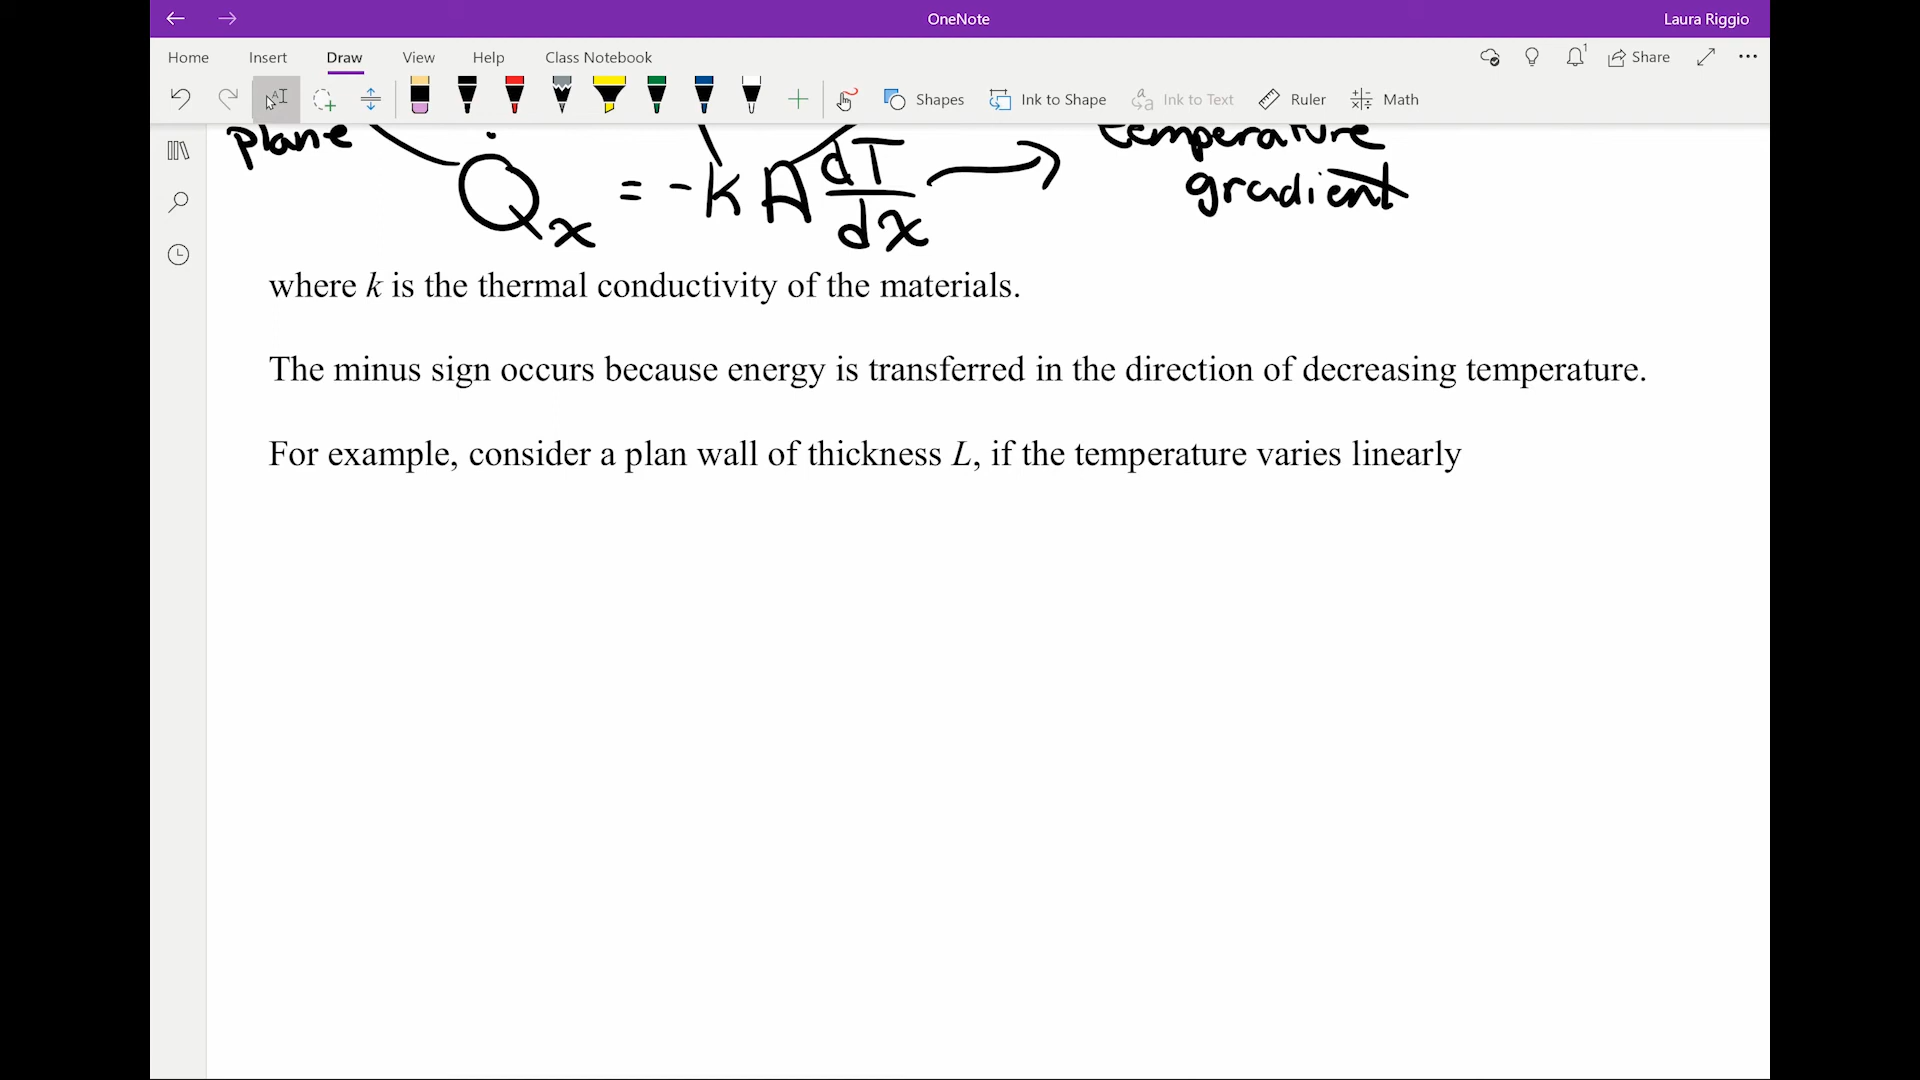 OneNote
Laura Riggio
Home Insert Draw View Help Class Notebook
1 Share
Shapes Ink to Shape Ink to Text Ruler Math
plane
temperature
gradient
Q̇x = -kA dT/dx
where k is the thermal conductivity of the materials.
The minus sign occurs because energy is transferred in the direction of decreasing temperature.
For example, consider a plan wall of thickness L, if the temperature varies linearly